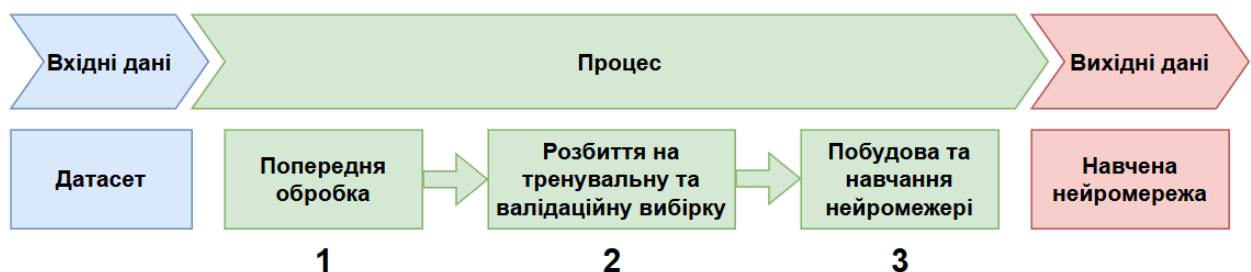 Вхідні дані
Процес
Вихідні дані
Датасет
Попередня
обробка
Розбиття на
тренувальну та
валідаційну вибірку
Побудова та
навчання
нейромежері
Навчена
нейромережа
1
2
3